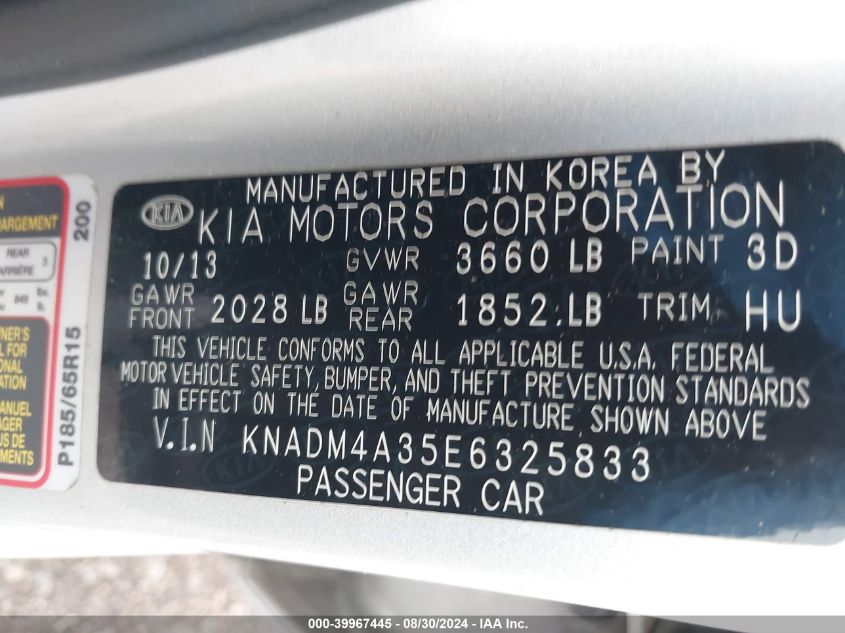 MANUFACTURED IN KOREA BY
KIA KIA MOTORS CORPORATION
10/13 GVWR 3660 LB PAINT 3D
GAWR FRONT 2028 LB GAWR REAR 1852 LB TRIM HU
THIS VEHICLE CONFORMS TO ALL APPLICABLE U.S.A. FEDERAL
MOTOR VEHICLE SAFETY, BUMPER, AND THEFT PREVENTION STANDARDS
IN EFFECT ON THE DATE OF MANUFACTURE SHOWN ABOVE
V.I.N KNADM4A35E6325833
PASSENGER CAR
200
P185/65R15
REAR 3
000-39967445 - 08/30/2024 - IAA Inc.